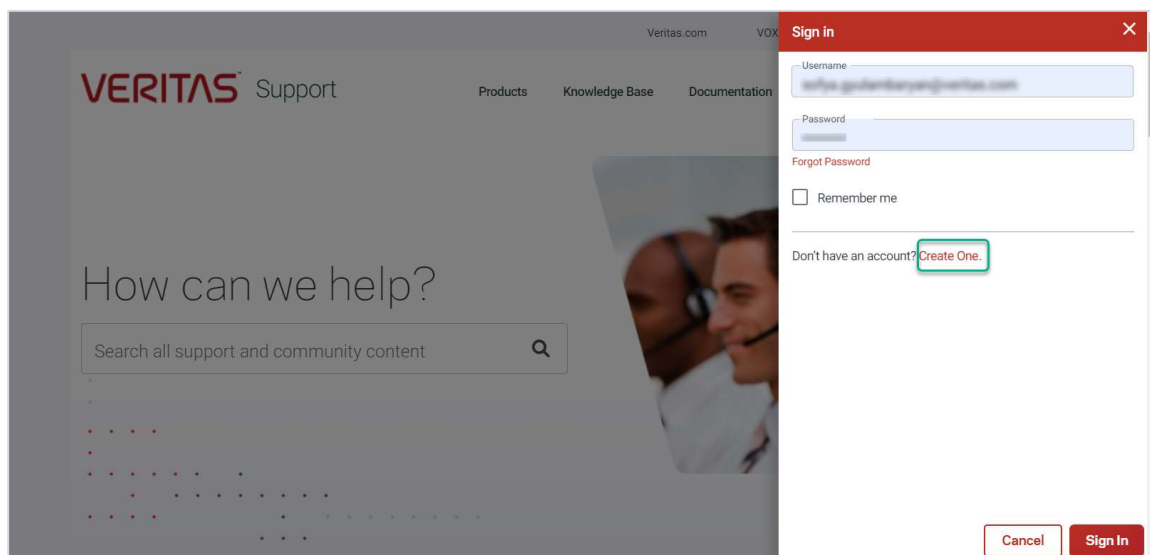 Veritas.com VOX
VERITAS Support
Products Knowledge Base Documentation
How can we help?
Search all support and community content
Sign in
Username
Password
Forgot Password
Remember me
Don't have an account? Create One.
Cancel Sign In